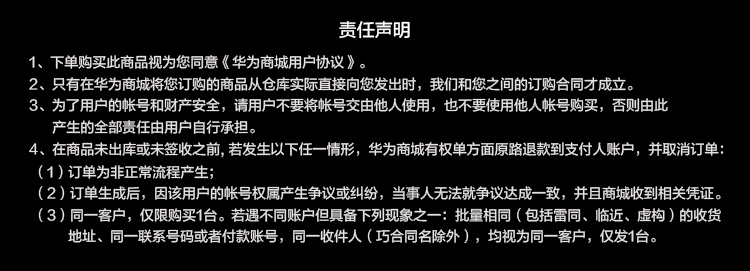 责任声明
1、下单购买此商品视为您同意《华为商城用户协议》。
2、只有在华为商城将您订购的商品从仓库实际直接向您发出时，我们和您之间的订购合同才成立。
3、为了用户的帐号和财产安全，请用户不要将帐号交由他人使用，也不要使用他人帐号购买，否则由此
产生的全部责任由用户自行承担。
4、在商品未出库或未签收之前,若发生以下任一情形，华为商城有权单方面原路退款到支付人账户，并取消订单：
（1）订单为非正常流程产生；
（2）订单生成后，因该用户的帐号权属产生争议或纠纷，当事人无法就争议达成一致，并且商城收到相关凭证。
（3）同一客户，仅限购买1台。若遇不同账户但具备下列现象之一：批量相同（包括雷同、临近、虚构）的收货
地址、同一联系号码或者付款账号，同一收件人（巧合同名除外），均视为同一客户，仅发1台。